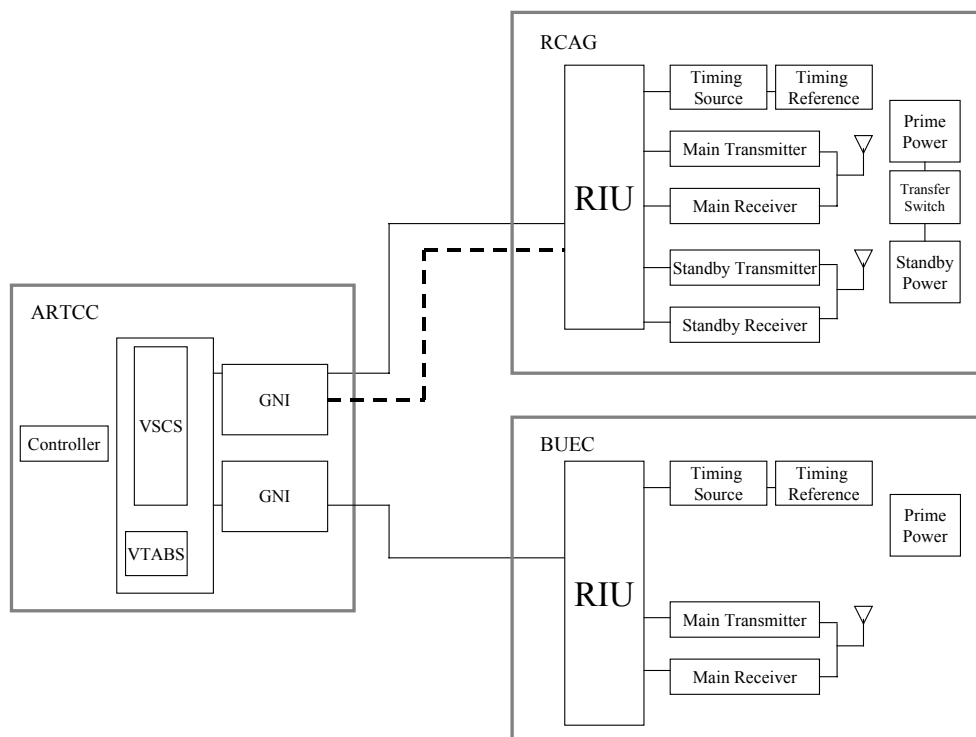 RCAG
RIU
Timing
Source
Timing
Reference
Main Transmitter
Main Receiver
Standby Transmitter
Standby Receiver
Prime
Power
Transfer
Switch
Standby
Power
ARTCC
Controller
VSCS
VTABS
GNI
GNI
BUEC
RIU
Timing
Source
Timing
Reference
Prime
Power
Main Transmitter
Main Receiver